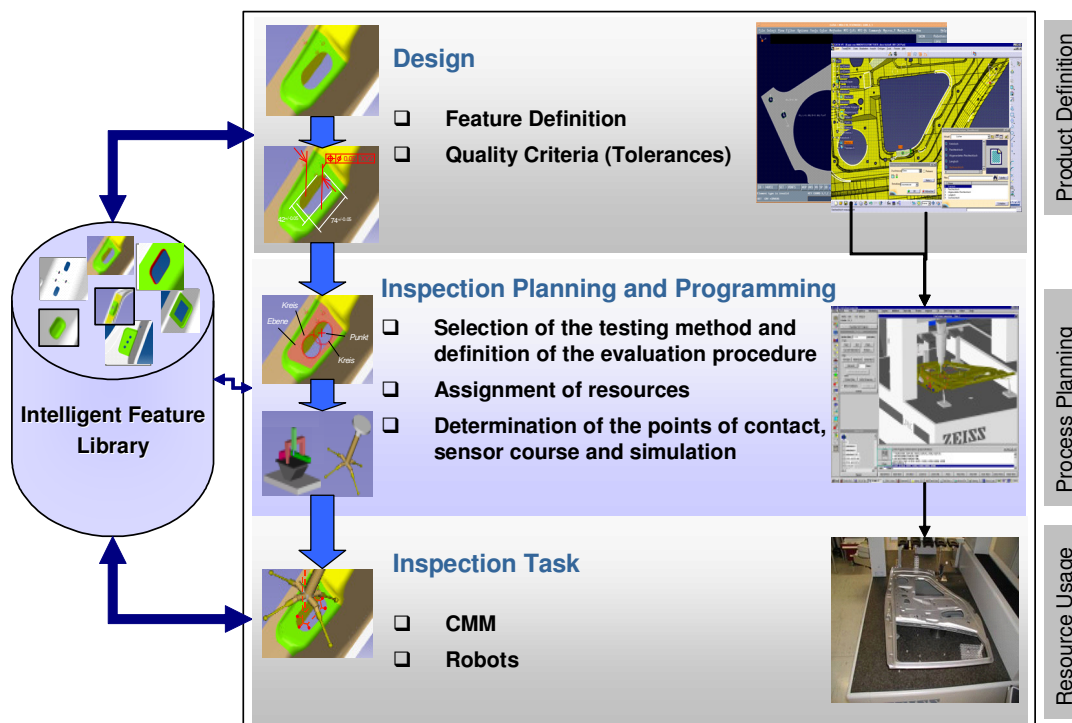 Design
❑ Feature Definition
❑ Quality Criteria (Tolerances)
Product Definition
Kreis
Ebene
Punkt
Kreis
Inspection Planning and Programming
❑ Selection of the testing method and
definition of the evaluation procedure
❑ Assignment of resources
❑ Determination of the points of contact,
sensor course and simulation
ZEISS
Process Planning
Intelligent Feature
Library
Inspection Task
❑ CMM
❑ Robots
Resource Usage